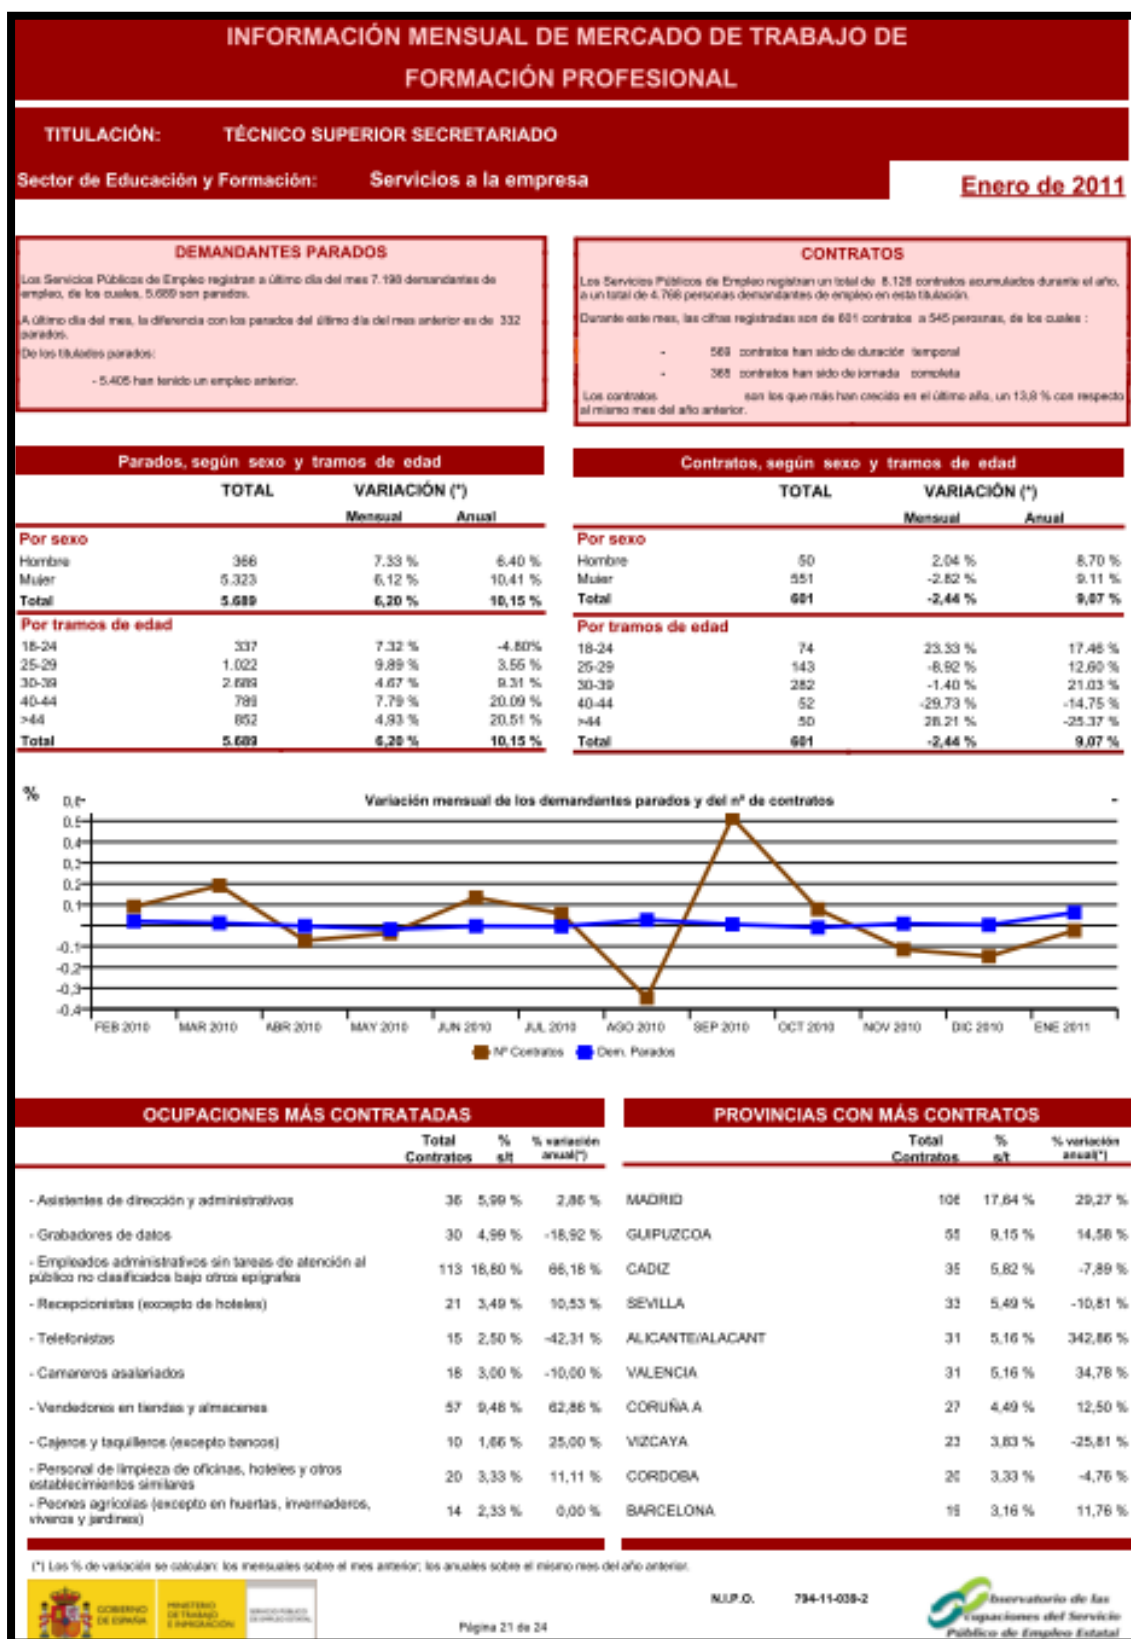 INFORMACIÓN MENSUAL DE MERCADO DE TRABAJO DE
FORMACIÓN PROFESIONAL
TITULACIÓN: TÉCNICO SUPERIOR SECRETARIADO
Sector de Educación y Formación: Servicios a la empresa
Enero de 2011
DEMANDANTES PARADOS
Los Servicios Públicos de Empleo registran a último día del mes 7.198 demandantes de
empleo, de los cuales, 5.689 son parados.
A último día del mes, la diferencia con los parados del último día del mes anterior es de 332
parados.
De los titulados parados:
- 5.405 han tenido un empleo anterior.
CONTRATOS
Los Servicios Públicos de Empleo registran un total de 8.126 contratos acumulados durante el año,
a un total de 4.766 personas demandantes de empleo en esta titulación.
Durante este mes, las cifras registradas son de 601 contratos a 545 personas, de los cuales :
- 569 contratos han sido de duración temporal
- 365 contratos han sido de jornada completa
Los contratos son los que más han crecido en el último año, un 13,8 % con respecto
al mismo mes del año anterior.
Parados, según sexo y tramos de edad
TOTAL VARIACIÓN (*)
Mensual Anual
Por sexo
Hombre 366 7.33 % 6.40 %
Mujer 5.323 6,12 % 10,41 %
Total 5.689 6,20 % 10,15 %
Por tramos de edad
18-24 337 7.32 % -4.80%
25-29 1.022 9.89 % 3.55 %
30-39 2.689 4.67 % 9.31 %
40-44 789 7.79 % 20.09 %
>44 852 4,93 % 20,51 %
Total 5.689 6,20 % 10,15 %
Contratos, según sexo y tramos de edad
TOTAL VARIACIÓN (*)
Mensual Anual
Por sexo
Hombre 50 2,04 % 8,70 %
Mujer 551 -2.82 % 9.11 %
Total 601 -2,44 % 9,07 %
Por tramos de edad
18-24 74 23.33 % 17.46 %
25-29 143 -8,92 % 12,60 %
30-39 282 -1.40 % 21.03 %
40-44 52 -29,73 % -14,75 %
>44 50 28.21 % -25.37 %
Total 601 -2,44 % 9,07 %
%
Variación mensual de los demandantes parados y del nº de contratos
0,6
0.5
0.4
0,3
0.2
0,1
-0.1
-0.2
-0,3
-0.4
FEB 2010 MAR 2010 ABR 2010 MAY 2010 JUN 2010 JUL 2010 AGO 2010 SEP 2010 OCT 2010 NOV 2010 DIC 2010 ENE 2011
Nº Contratos Dem. Parados
OCUPACIONES MÁS CONTRATADAS
Total Contratos % s/t % variación anual(*)
- Asistentes de dirección y administrativos 36 5,99 % 2,86 %
- Grabadores de datos 30 4,99 % -18,92 %
- Empleados administrativos sin tareas de atención al
público no clasificados bajo otros epígrafes 113 18,80 % 66,18 %
- Recepcionistas (excepto de hoteles) 21 3,49 % 10,53 %
- Telefonistas 15 2,50 % -42,31 %
- Camareros asalariados 18 3,00 % -10,00 %
- Vendedores en tiendas y almacenes 57 9,48 % 62,86 %
- Cajeros y taquilleros (excepto bancos) 10 1,66 % 25,00 %
- Personal de limpieza de oficinas, hoteles y otros
establecimientos similares 20 3,33 % 11,11 %
- Peones agrícolas (excepto en huertas, invernaderos,
viveros y jardines) 14 2,33 % 0,00 %
PROVINCIAS CON MÁS CONTRATOS
Total Contratos % s/t % variación anual(*)
MADRID 106 17,64 % 29,27 %
GUIPUZCOA 55 9,15 % 14,58 %
CADIZ 35 5,82 % -7,89 %
SEVILLA 33 5,49 % -10,81 %
ALICANTE/ALACANT 31 5,16 % 342,86 %
VALENCIA 31 5,16 % 34,78 %
CORUÑA A 27 4,49 % 12,50 %
VIZCAYA 23 3,83 % -25,81 %
CORDOBA 20 3,33 % -4,76 %
BARCELONA 19 3,16 % 11,76 %
(*) Los % de variación se calculan: los mensuales sobre el mes anterior; los anuales sobre el mismo mes del año anterior.
GOBIERNO
DE ESPAÑA
MINISTERIO
DE TRABAJO
E INMIGRACIÓN
SERVICIO PÚBLICO
DE EMPLEO ESTATAL
Página 21 de 24
N.I.P.O. 794-11-039-2
Observatorio de las
Ocupaciones del Servicio
Público de Empleo Estatal